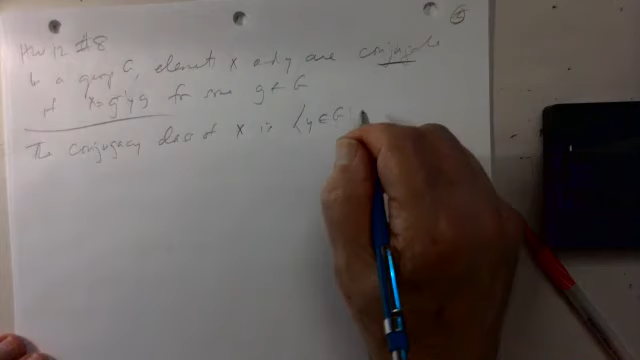 HW 12 #8
In a group G, elements x and y are conjugate
if x = g⁻¹yg for some g ∈ G
The conjugacy class of x is {y ∈ G |